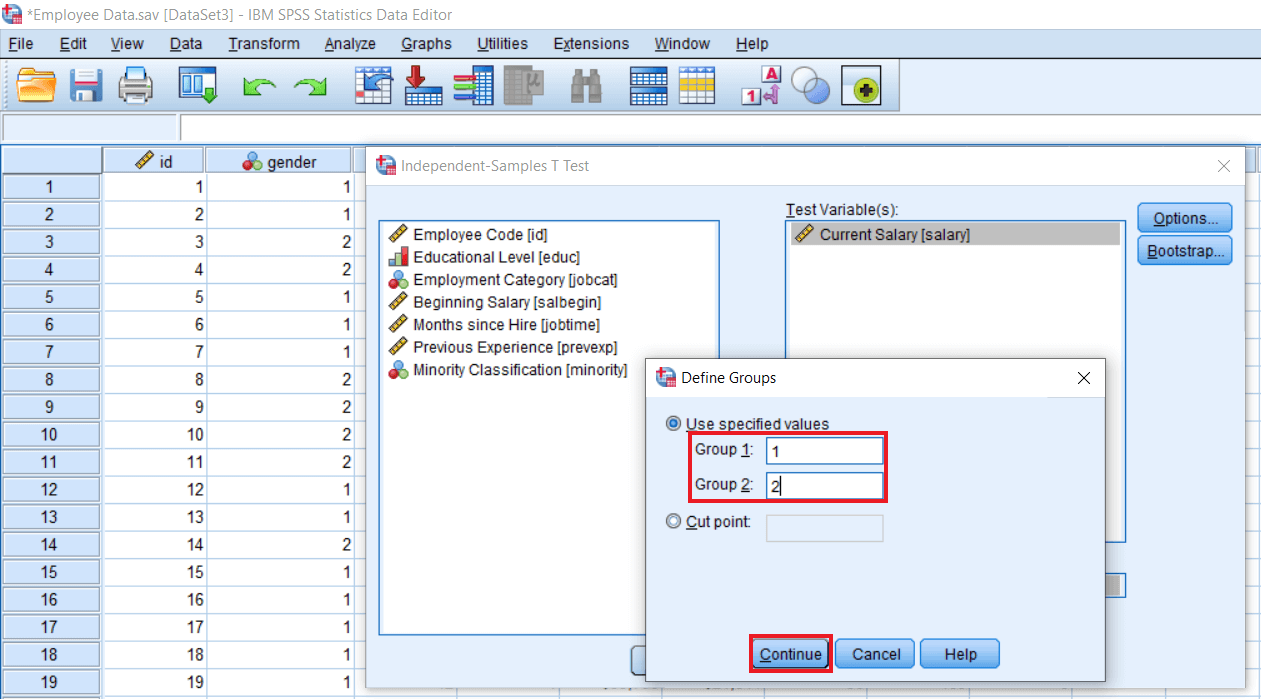 *Employee Data.sav [DataSet3] - IBM SPSS Statistics Data Editor
File Edit View Data Transform Analyze Graphs Utilities Extensions Window Help
id gender
Independent-Samples T Test
1 1 1
2 2 1
3 3 2
4 4 2
5 5 1
6 6 1
7 7 1
8 8 2
9 9 2
10 10 2
11 11 2
12 12 1
13 13 1
14 14 2
15 15 1
16 16 1
17 17 1
18 18 1
19 19 1
Employee Code [id]
Educational Level [educ]
Employment Category [jobcat]
Beginning Salary [salbegin]
Months since Hire [jobtime]
Previous Experience [prevexp]
Minority Classification [minority]
Test Variable(s):
Current Salary [salary]
Options...
Bootstrap...
Define Groups
Use specified values
Group 1: 1
Group 2: 2
Cut point:
Continue Cancel Help